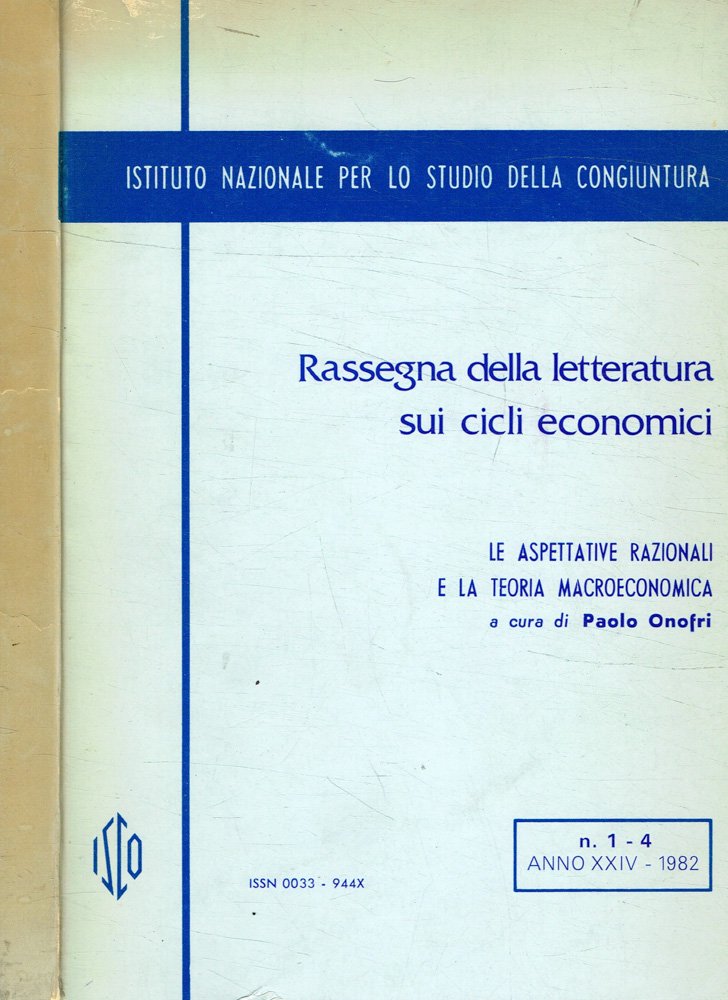 ISTITUTO NAZIONALE PER LO STUDIO DELLA CONGIUNTURA
Rassegna della letteratura
sui cicli economici
LE ASPETTATIVE RAZIONALI
E LA TEORIA MACROECONOMICA
a cura di Paolo Onofri
n. 1 - 4
ANNO XXIV - 1982
ISCO
ISSN 0033 - 944X